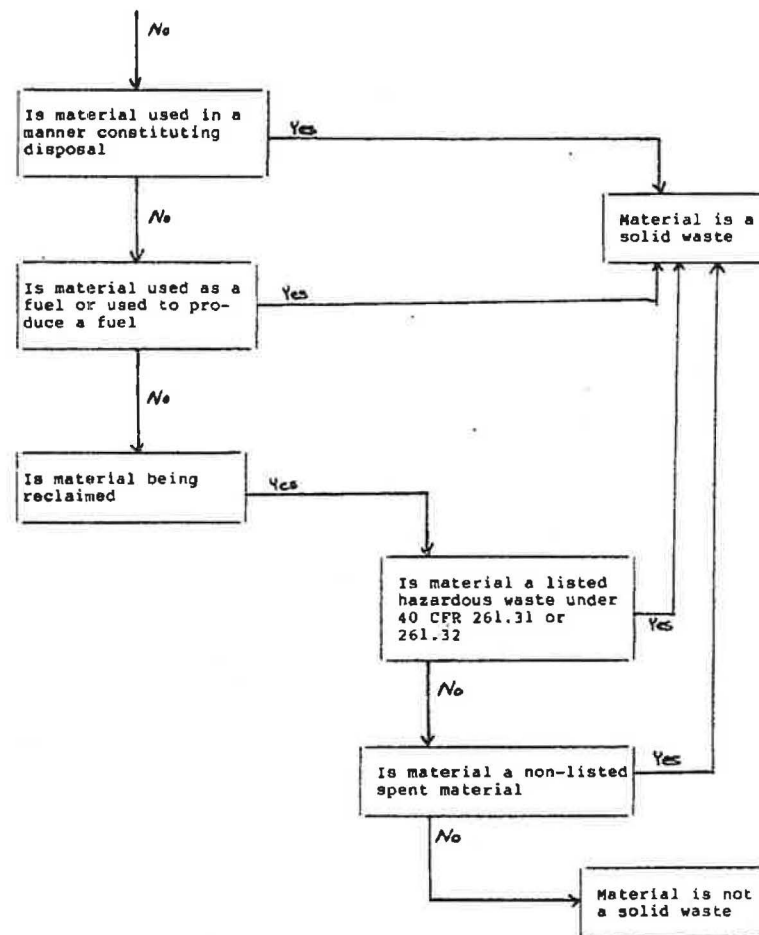 No
Is material used in a
manner constituting
disposal
Yes
No
Material is a
solid waste
Is material used as a
fuel or used to pro-
duce a fuel
Yes
No
Is material being
reclaimed
Yes
Is material a listed
hazardous waste under
40 CFR 261.31 or
261.32
Yes
No
Is material a non-listed
spent material
Yes
No
Material is not
a solid waste